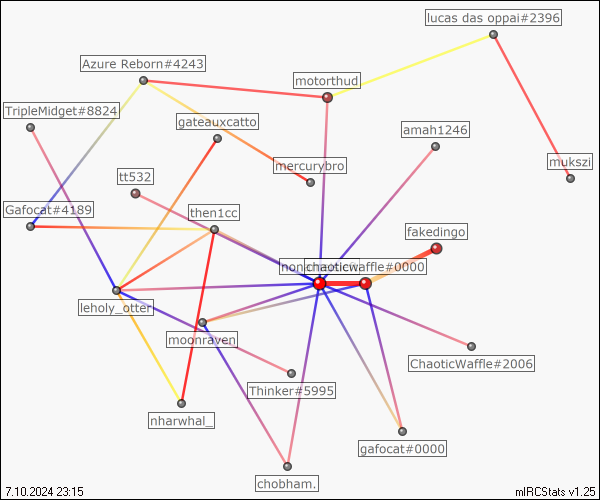 lucas das oppai#2396
Azure Reborn#4243
motorthud
TripleMidget#8824
gateauxcatto
amah1246
mercurybro
mukszi
tt532
Gafocat#4189
then1cc
fakedingo
chaoticwaffle#0000
leholy_otter
moonraven
ChaoticWaffle#2006
Thinker#5995
nharwhal_
gafocat#0000
chobham.
7.10.2024 23:15
mIRCStats v1.25